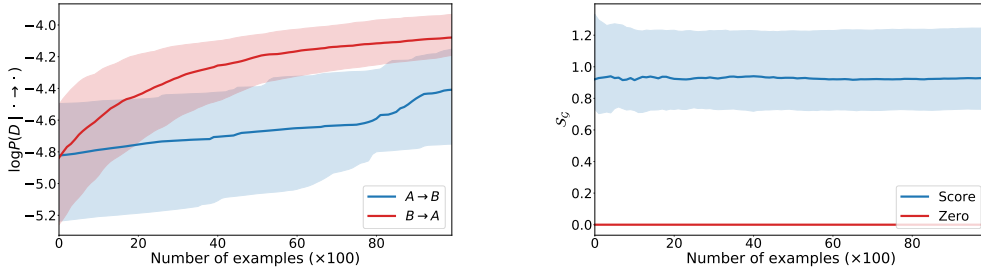 −4.0
−4.2
−4.4
−4.6
−4.8
−5.0
−5.2
logP(D | · → ·)
0 20 40 60 80
Number of examples (×100)
A → B
B → A
1.2
1.0
0.8
0.6
0.4
0.2
0.0
S_G
0 20 40 60 80
Number of examples (×100)
Score
Zero